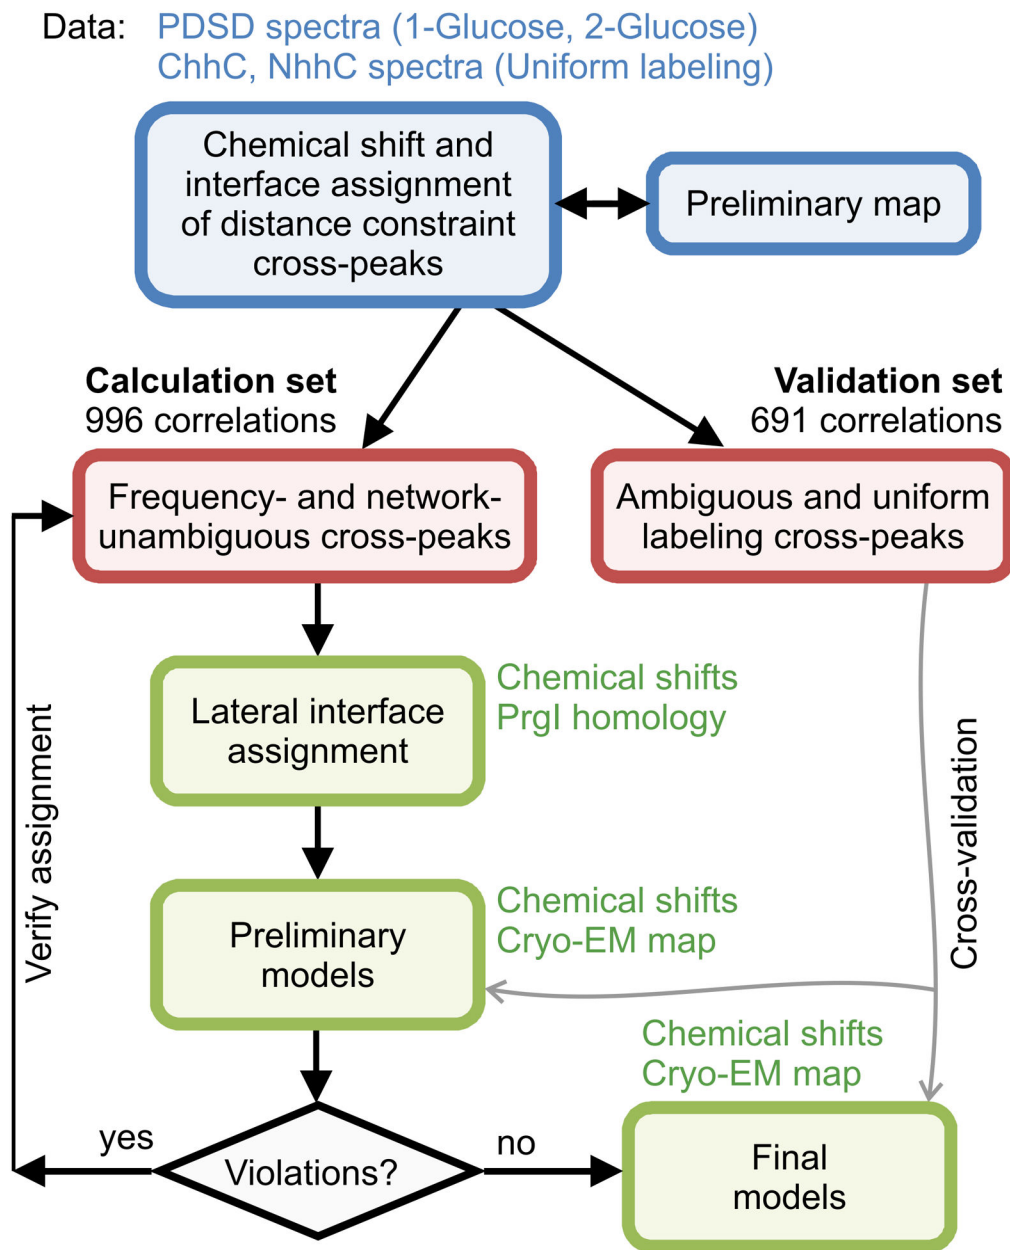 Data: PDSD spectra (1-Glucose, 2-Glucose)
ChhC, NhhC spectra (Uniform labeling)
Chemical shift and
interface assignment
of distance constraint
cross-peaks
Preliminary map
Calculation set
996 correlations
Validation set
691 correlations
Frequency- and network-
unambiguous cross-peaks
Ambiguous and uniform
labeling cross-peaks
Lateral interface
assignment
Chemical shifts
PrgI homology
Verify assignment
Cross-validation
Preliminary
models
Chemical shifts
Cryo-EM map
Chemical shifts
Cryo-EM map
yes
Violations?
no
Final
models